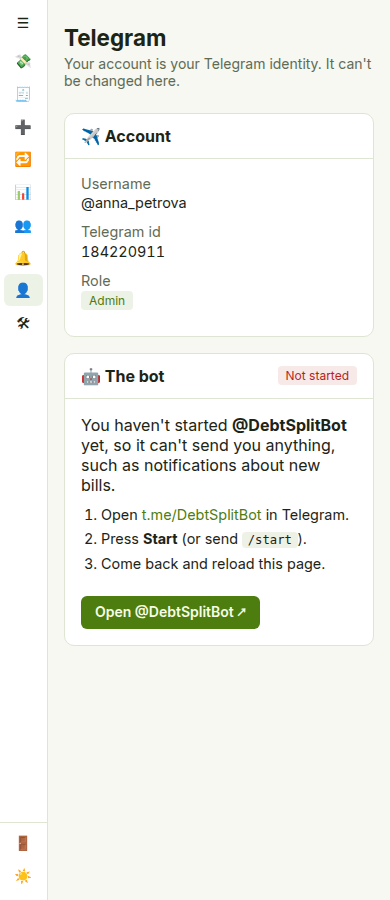 Telegram
Your account is your Telegram identity. It can't
be changed here.
Account
Username
@anna_petrova
Telegram id
184220911
Role
Admin
The bot
Not started
You haven't started @DebtSplitBot
yet, so it can't send you anything,
such as notifications about new
bills.
1. Open t.me/DebtSplitBot in Telegram.
2. Press Start (or send /start).
3. Come back and reload this page.
Open @DebtSplitBot ↗